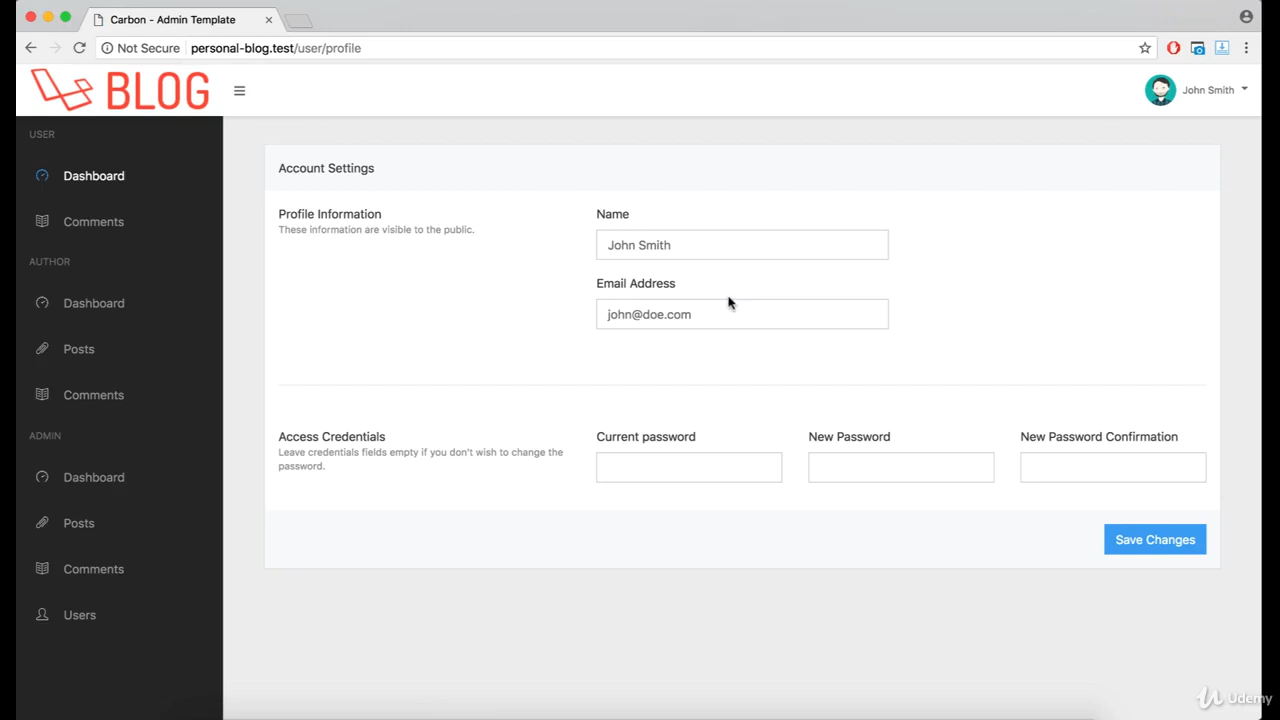 Carbon - Admin Template
Not Secure personal-blog.test/user/profile
BLOG
John Smith
USER
Dashboard
Comments
AUTHOR
Dashboard
Posts
Comments
ADMIN
Dashboard
Posts
Comments
Users
Account Settings
Profile Information
These information are visible to the public.
Name
John Smith
Email Address
john@doe.com
Access Credentials
Leave credentials fields empty if you don't wish to change the
password.
Current password
New Password
New Password Confirmation
Save Changes
Udemy